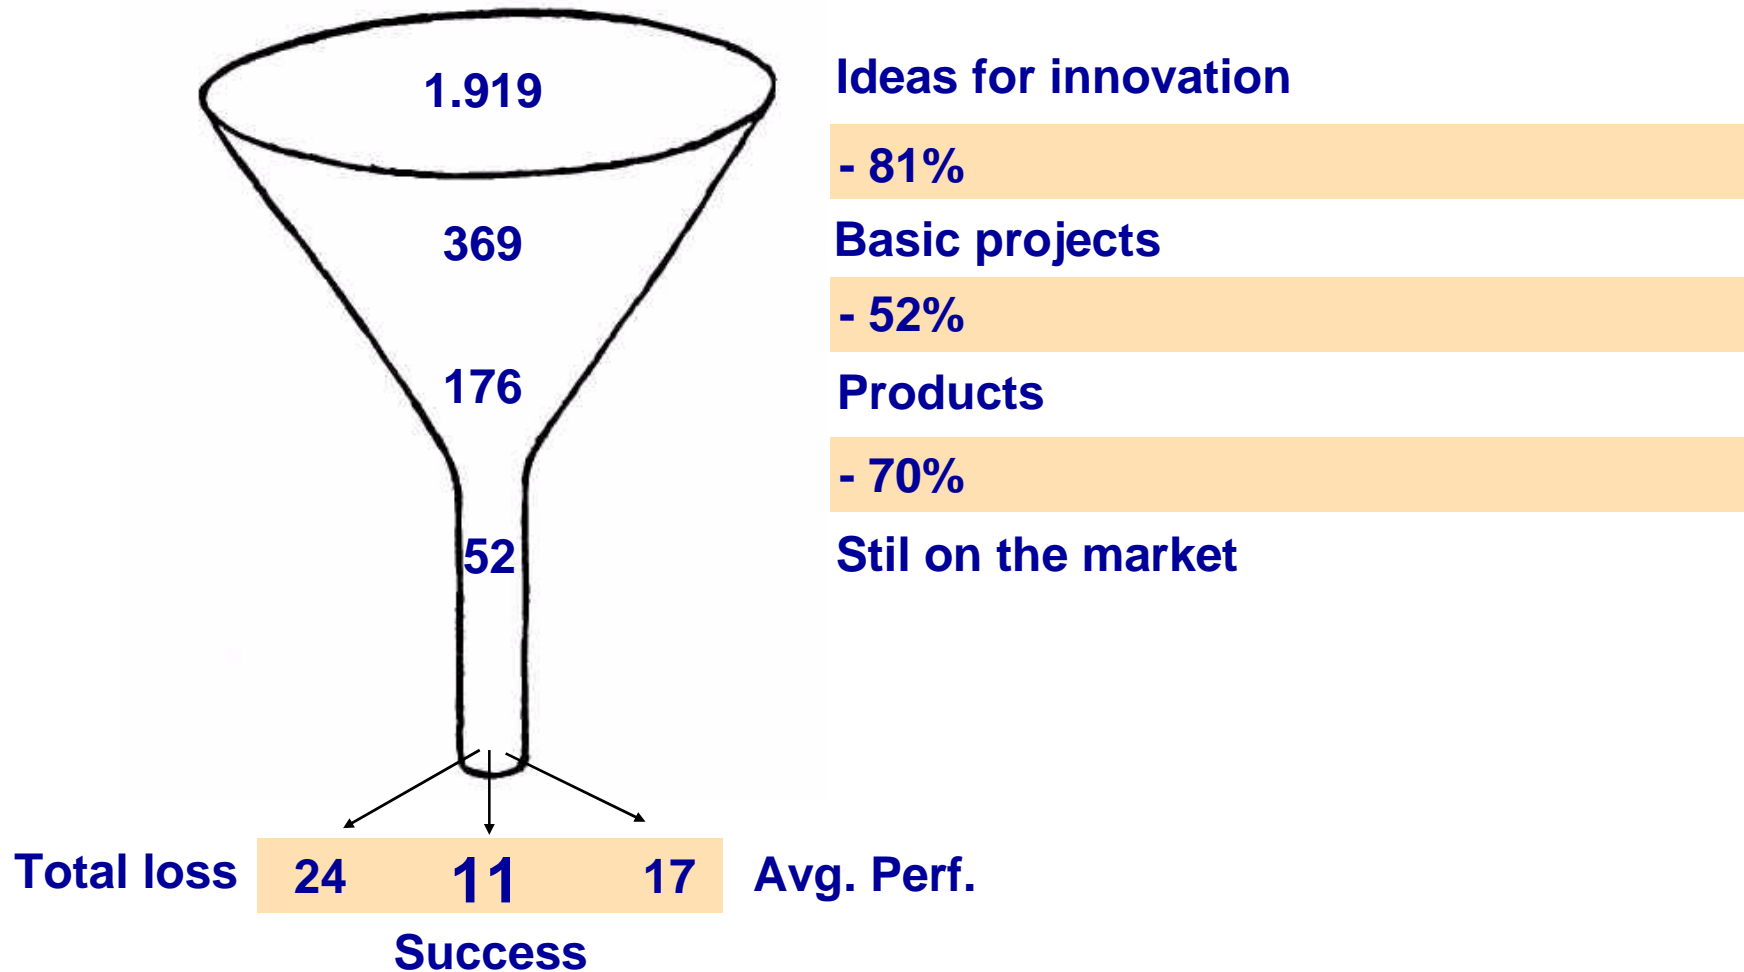 1.919
Ideas for innovation
- 81%
369
Basic projects
- 52%
176
Products
- 70%
52
Stil on the market
Total loss 24 11 17 Avg. Perf.
Success